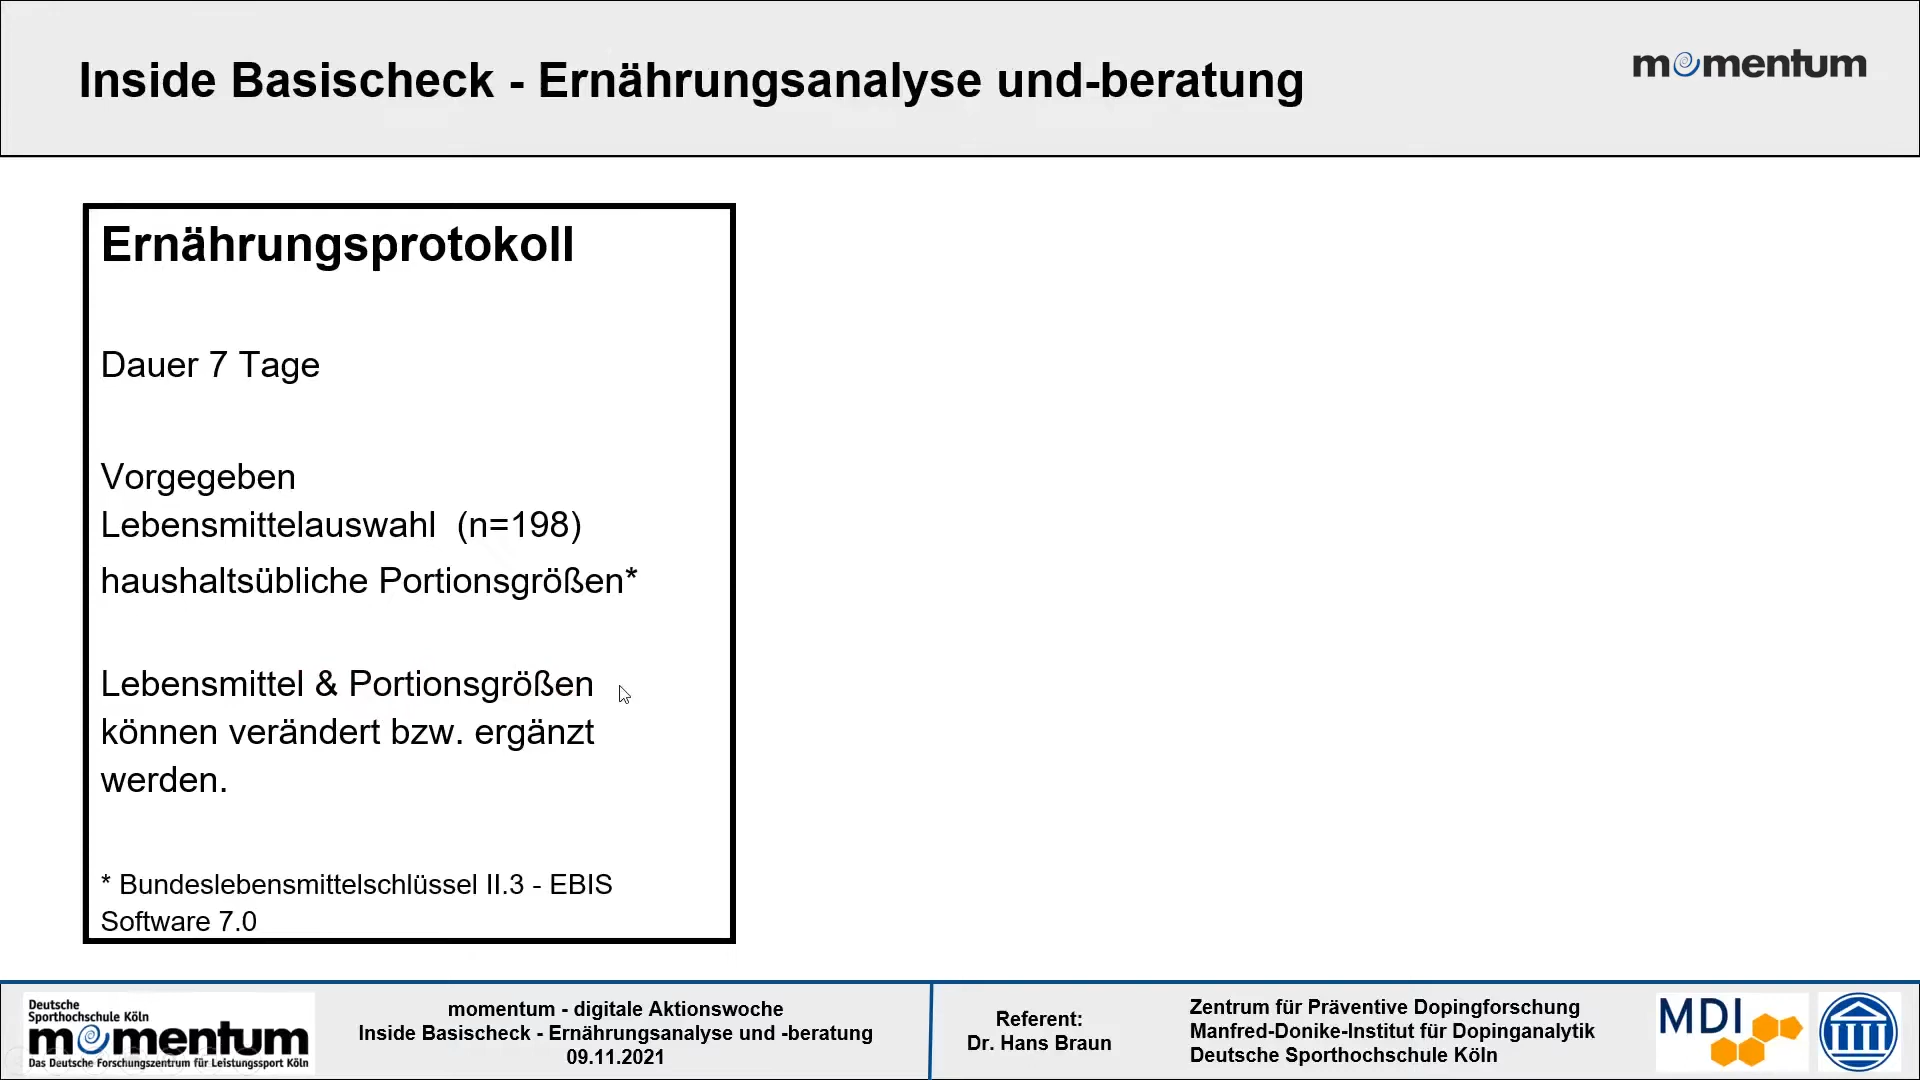 Inside Basischeck - Ernährungsanalyse und-beratung
momentum
Ernährungsprotokoll
Dauer 7 Tage
Vorgegeben
Lebensmittelauswahl (n=198)
haushaltsübliche Portionsgrößen*
Lebensmittel & Portionsgrößen
können verändert bzw. ergänzt
werden.
* Bundeslebensmittelschlüssel II.3 - EBIS
Software 7.0
Deutsche
Sporthochschule Köln
momentum
Das Deutsche Forschungszentrum für Leistungssport Köln
momentum - digitale Aktionswoche
Inside Basischeck - Ernährungsanalyse und -beratung
09.11.2021
Referent:
Dr. Hans Braun
Zentrum für Präventive Dopingforschung
Manfred-Donike-Institut für Dopinganalytik
Deutsche Sporthochschule Köln
MDI